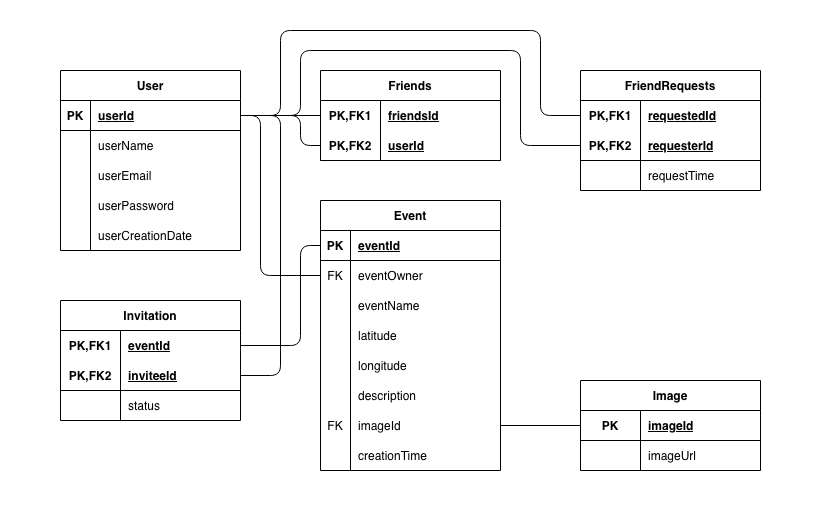 User
PK userId
userName
userEmail
userPassword
userCreationDate
Friends
PK,FK1 friendsId
PK,FK2 userId
FriendRequests
PK,FK1 requestedId
PK,FK2 requesterId
requestTime
Event
PK eventId
FK eventOwner
eventName
latitude
longitude
description
FK imageId
creationTime
Invitation
PK,FK1 eventId
PK,FK2 inviteeId
status
Image
PK imageId
imageUrl